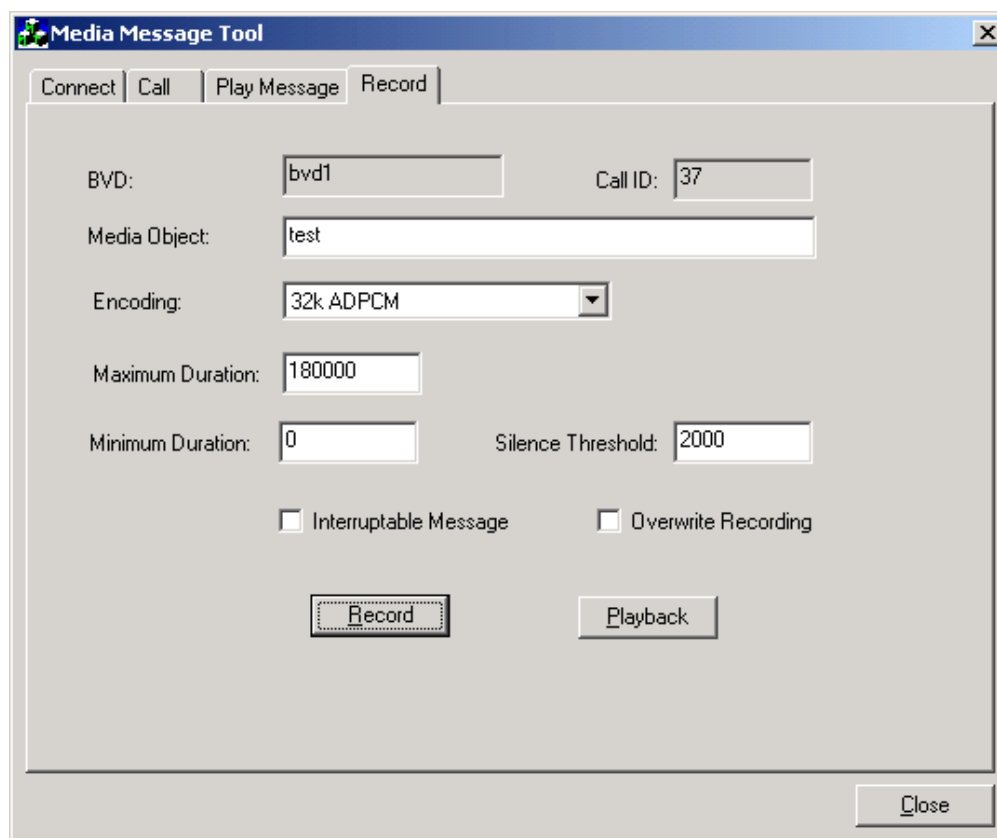 Media Message Tool
Connect Call Play Message Record
BVD: bvd1 Call ID: 37
Media Object: test
Encoding: 32k ADPCM
Maximum Duration: 180000
Minimum Duration: 0 Silence Threshold: 2000
Interruptable Message Overwrite Recording
Record Playback
Close